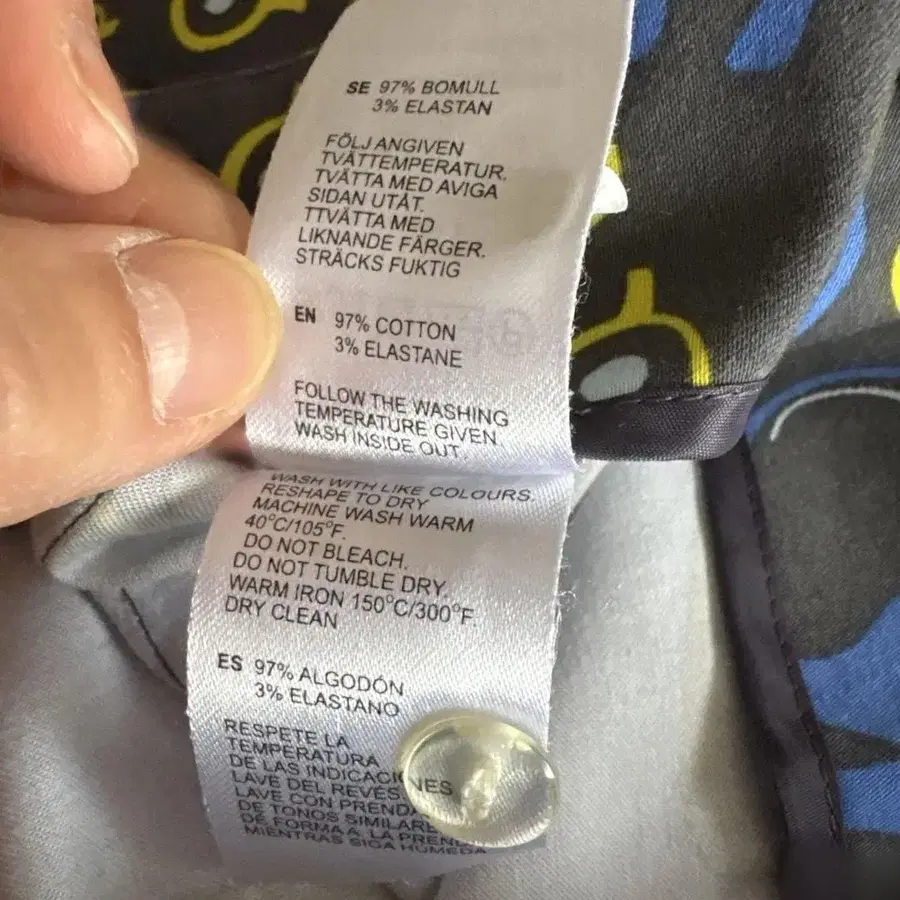 SE 97% BOMULL
3% ELASTAN
FÖLJ ANGIVEN
TVÄTTEMPERATUR.
TVÄTTA MED AVIGA
SIDAN UTÅT.
TTVÄTTA MED
LIKNANDE FÄRGER.
STRÄCKS FUKTIG
EN 97% COTTON
3% ELASTANE
FOLLOW THE WASHING
TEMPERATURE GIVEN
WASH INSIDE OUT.
WASH WITH LIKE COLOURS.
RESHAPE TO DRY
MACHINE WASH WARM
40°C/105°F.
DO NOT BLEACH.
DO NOT TUMBLE DRY.
WARM IRON 150°C/300°F
DRY CLEAN
ES 97% ALGODÓN
3% ELASTANO
RESPETE LA
TEMPERATURA
DE LAS INDICACIONES
LAVE DEL REVÉS
LAVE CON PRENDA
DE TONOS SIMILARE
DÉ FORMA A LA PREND
MIENTRAS SIGA HÚMEDA